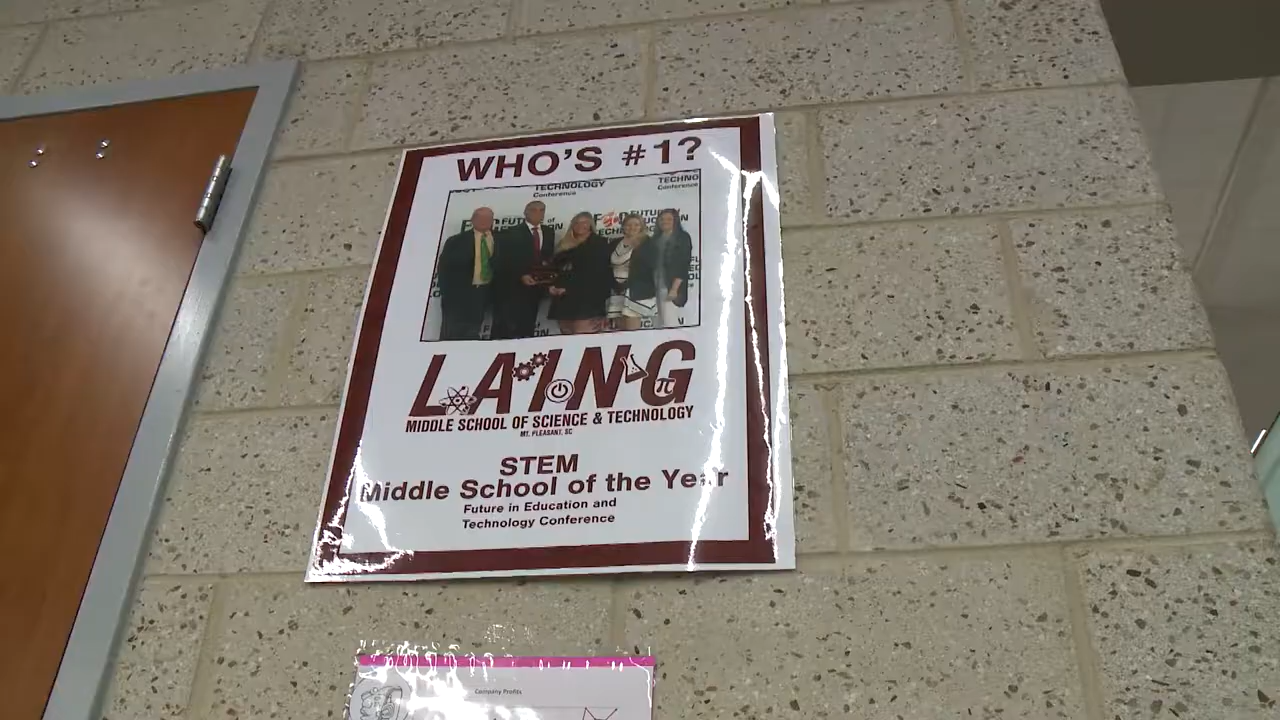 WHO'S #1?
TECHNOLOGY
Conference
TECHNO
Conference
LAING
π
MIDDLE SCHOOL OF SCIENCE & TECHNOLOGY
MT. PLEASANT, SC
STEM
Middle School of the Year
Future in Education and
Technology Conference
Company Profits